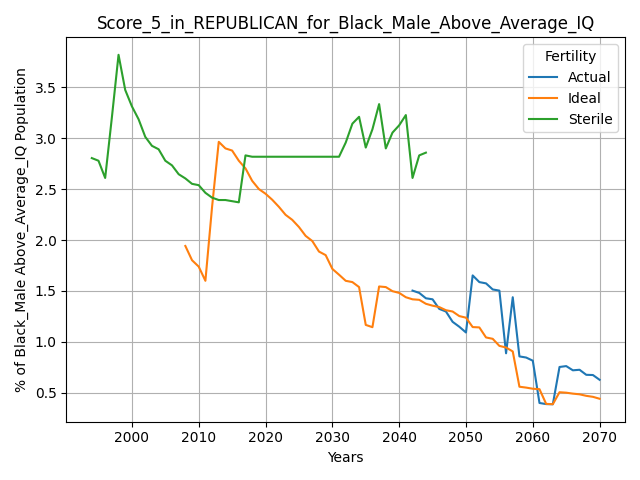 Score_5_in_REPUBLICAN_for_Black_Male_Above_Average_IQ
% of Black_Male Above_Average_IQ Population
3.5
3.0
2.5
2.0
1.5
1.0
0.5
Fertility
Actual
Ideal
Sterile
2000
2010
2020
2030
2040
2050
2060
2070
Years